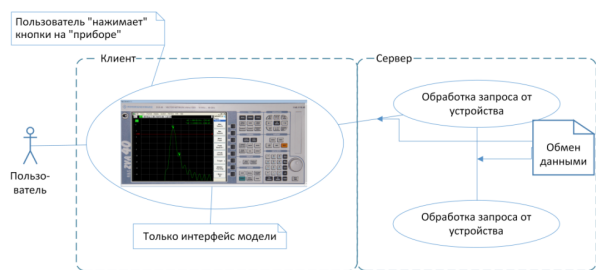 Пользователь "нажимает"
кнопки на "приборе"
Клиент
Сервер
Обработка запроса от
устройства
Обмен
данными
Пользо-
ватель
Только интерфейс модели
Обработка запроса от
устройства